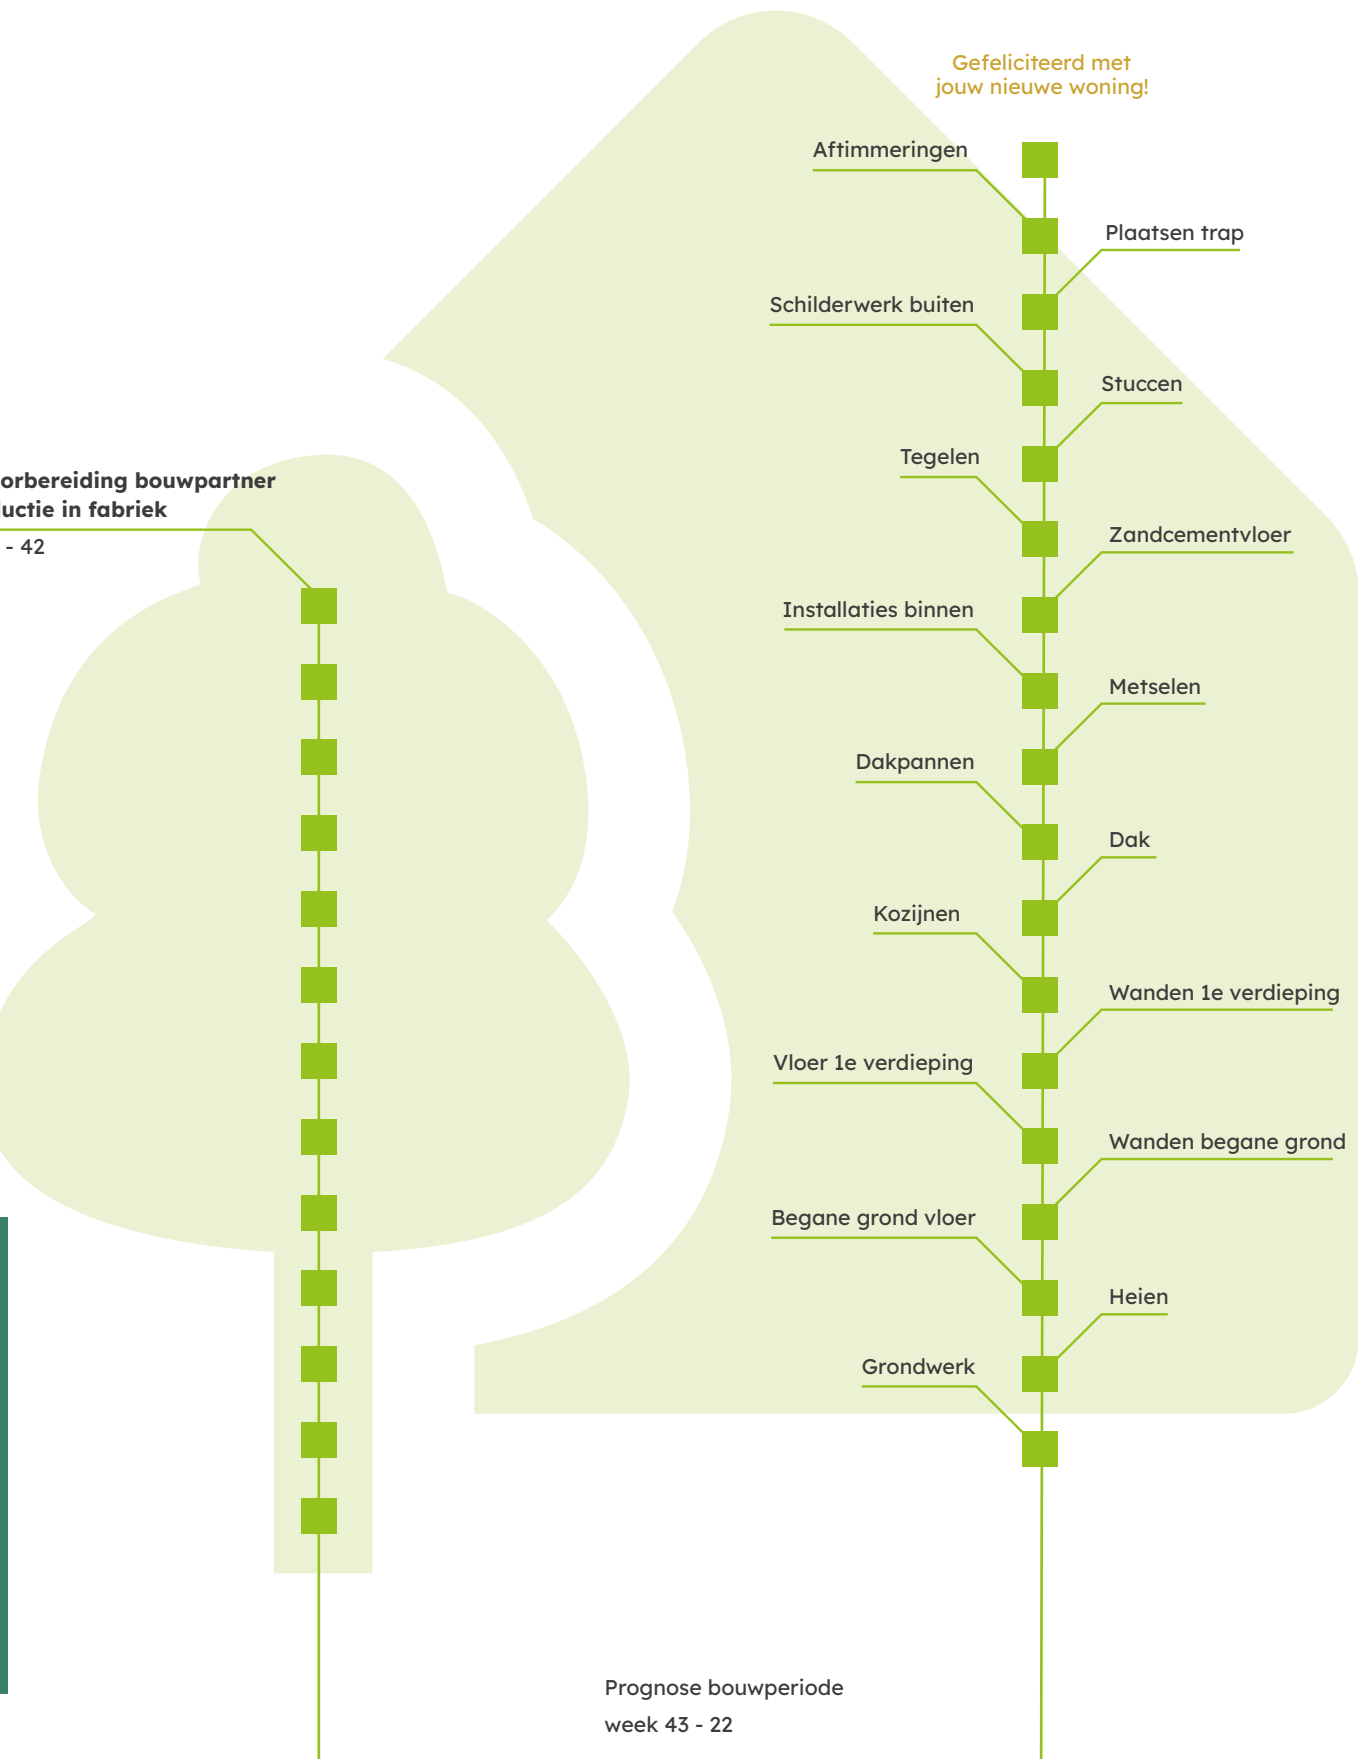 Gefeliciteerd met
jouw nieuwe woning!
Aftimmeringen
Plaatsen trap
Schilderwerk buiten
Stuccen
Tegelen
bouwpartner
in fabriek
- 42
Zandcementvloer
Installaties binnen
Metselen
Dakpannen
Dak
Kozijnen
Wanden 1e verdieping
Vloer 1e verdieping
Wanden begane grond
Begane grond vloer
Heien
Grondwerk
Prognose bouwperiode
week 43 - 22